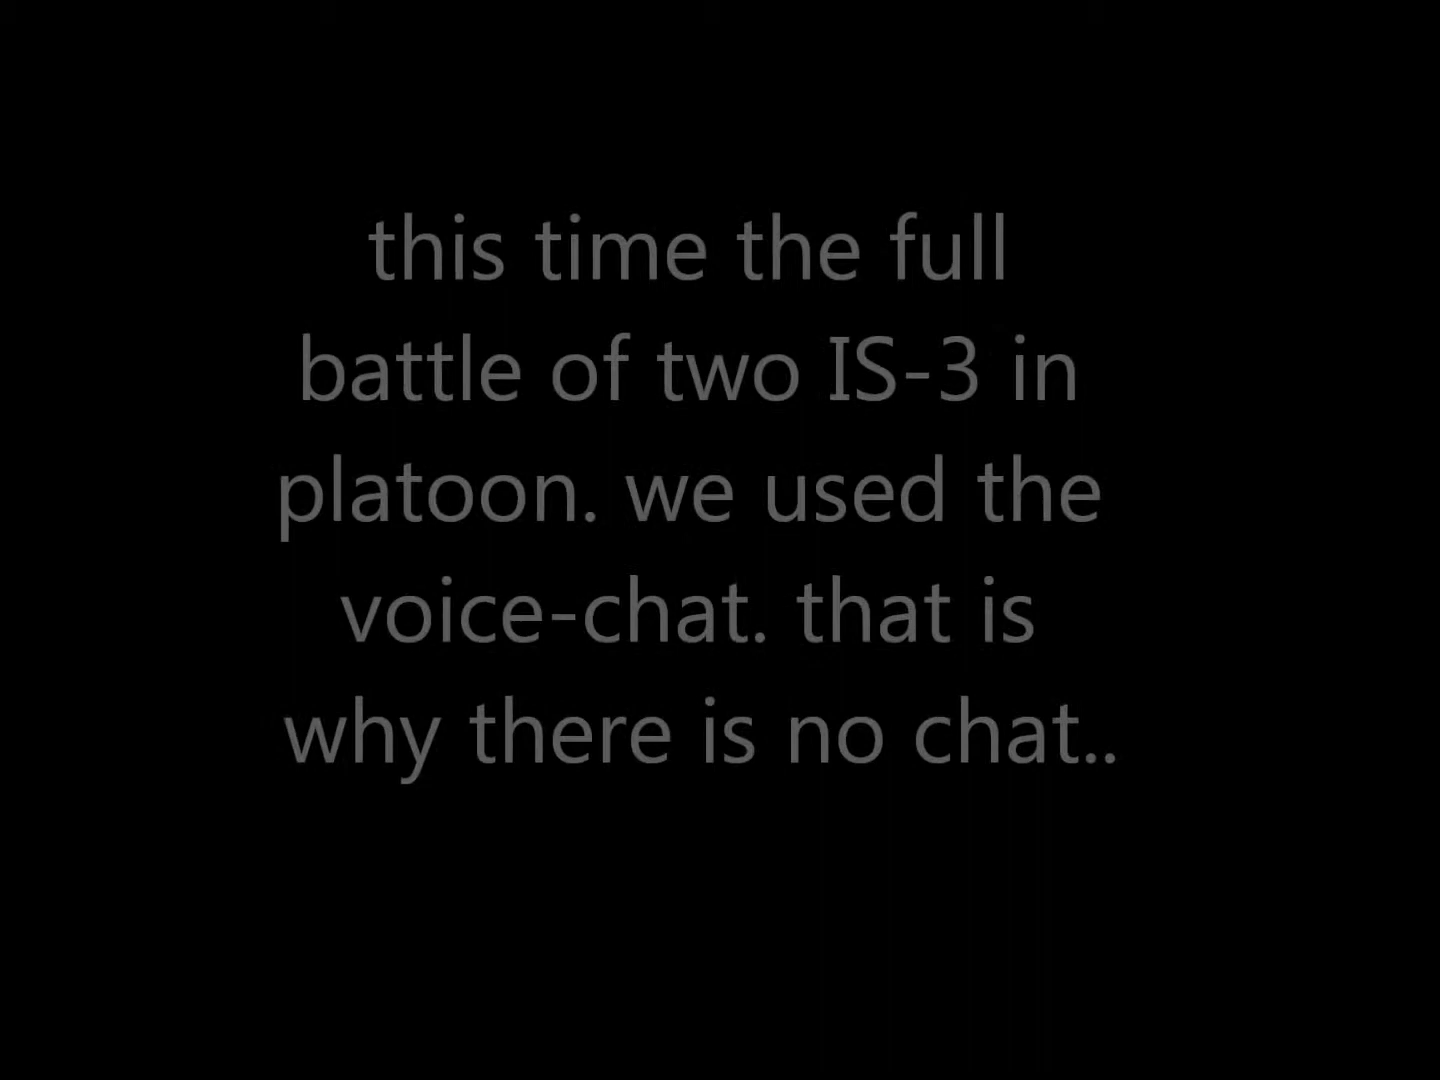 this time the full
battle of two IS-3 in
platoon. we used the
voice-chat. that is
why there is no chat..